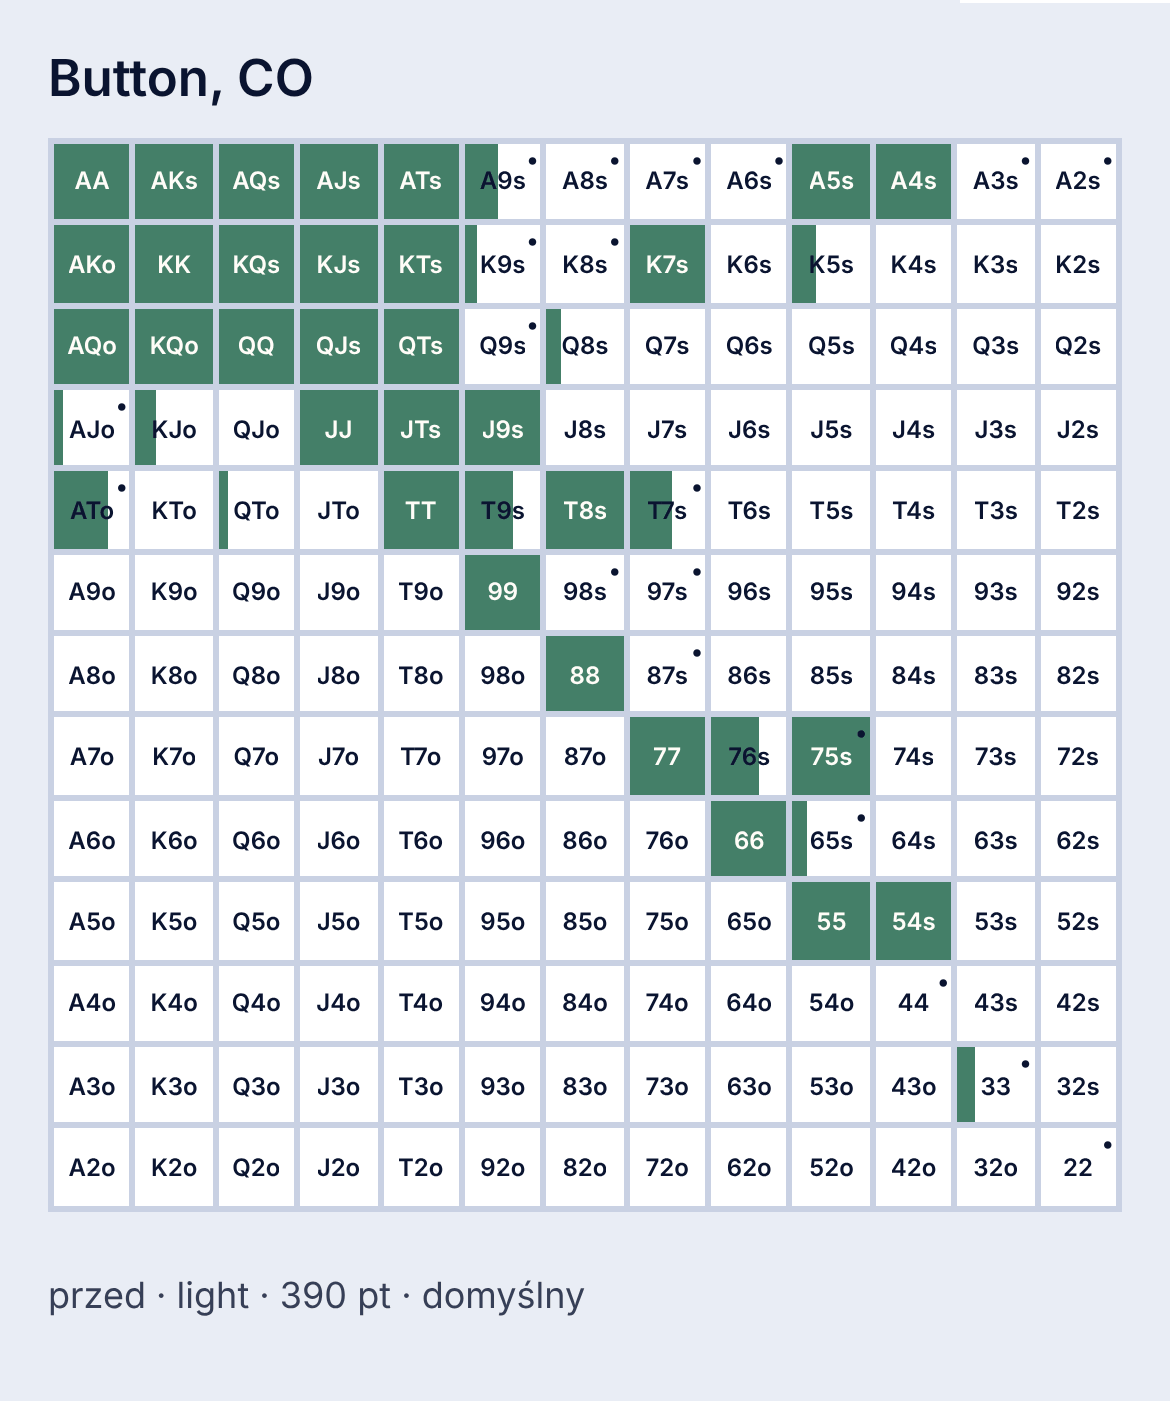 Button, CO
AA AKs AQs AJs ATs A9s A8s A7s A6s A5s A4s A3s A2s
AKo KK KQs KJs KTs K9s K8s K7s K6s K5s K4s K3s K2s
AQo KQo QQ QJs QTs Q9s Q8s Q7s Q6s Q5s Q4s Q3s Q2s
AJo KJo QJo JJ JTs J9s J8s J7s J6s J5s J4s J3s J2s
ATo KTo QTo JTo TT T9s T8s T7s T6s T5s T4s T3s T2s
A9o K9o Q9o J9o T9o 99 98s 97s 96s 95s 94s 93s 92s
A8o K8o Q8o J8o T8o 98o 88 87s 86s 85s 84s 83s 82s
A7o K7o Q7o J7o T7o 97o 87o 77 76s 75s 74s 73s 72s
A6o K6o Q6o J6o T6o 96o 86o 76o 66 65s 64s 63s 62s
A5o K5o Q5o J5o T5o 95o 85o 75o 65o 55 54s 53s 52s
A4o K4o Q4o J4o T4o 94o 84o 74o 64o 54o 44 43s 42s
A3o K3o Q3o J3o T3o 93o 83o 73o 63o 53o 43o 33 32s
A2o K2o Q2o J2o T2o 92o 82o 72o 62o 52o 42o 32o 22
przed · light · 390 pt · domyślny